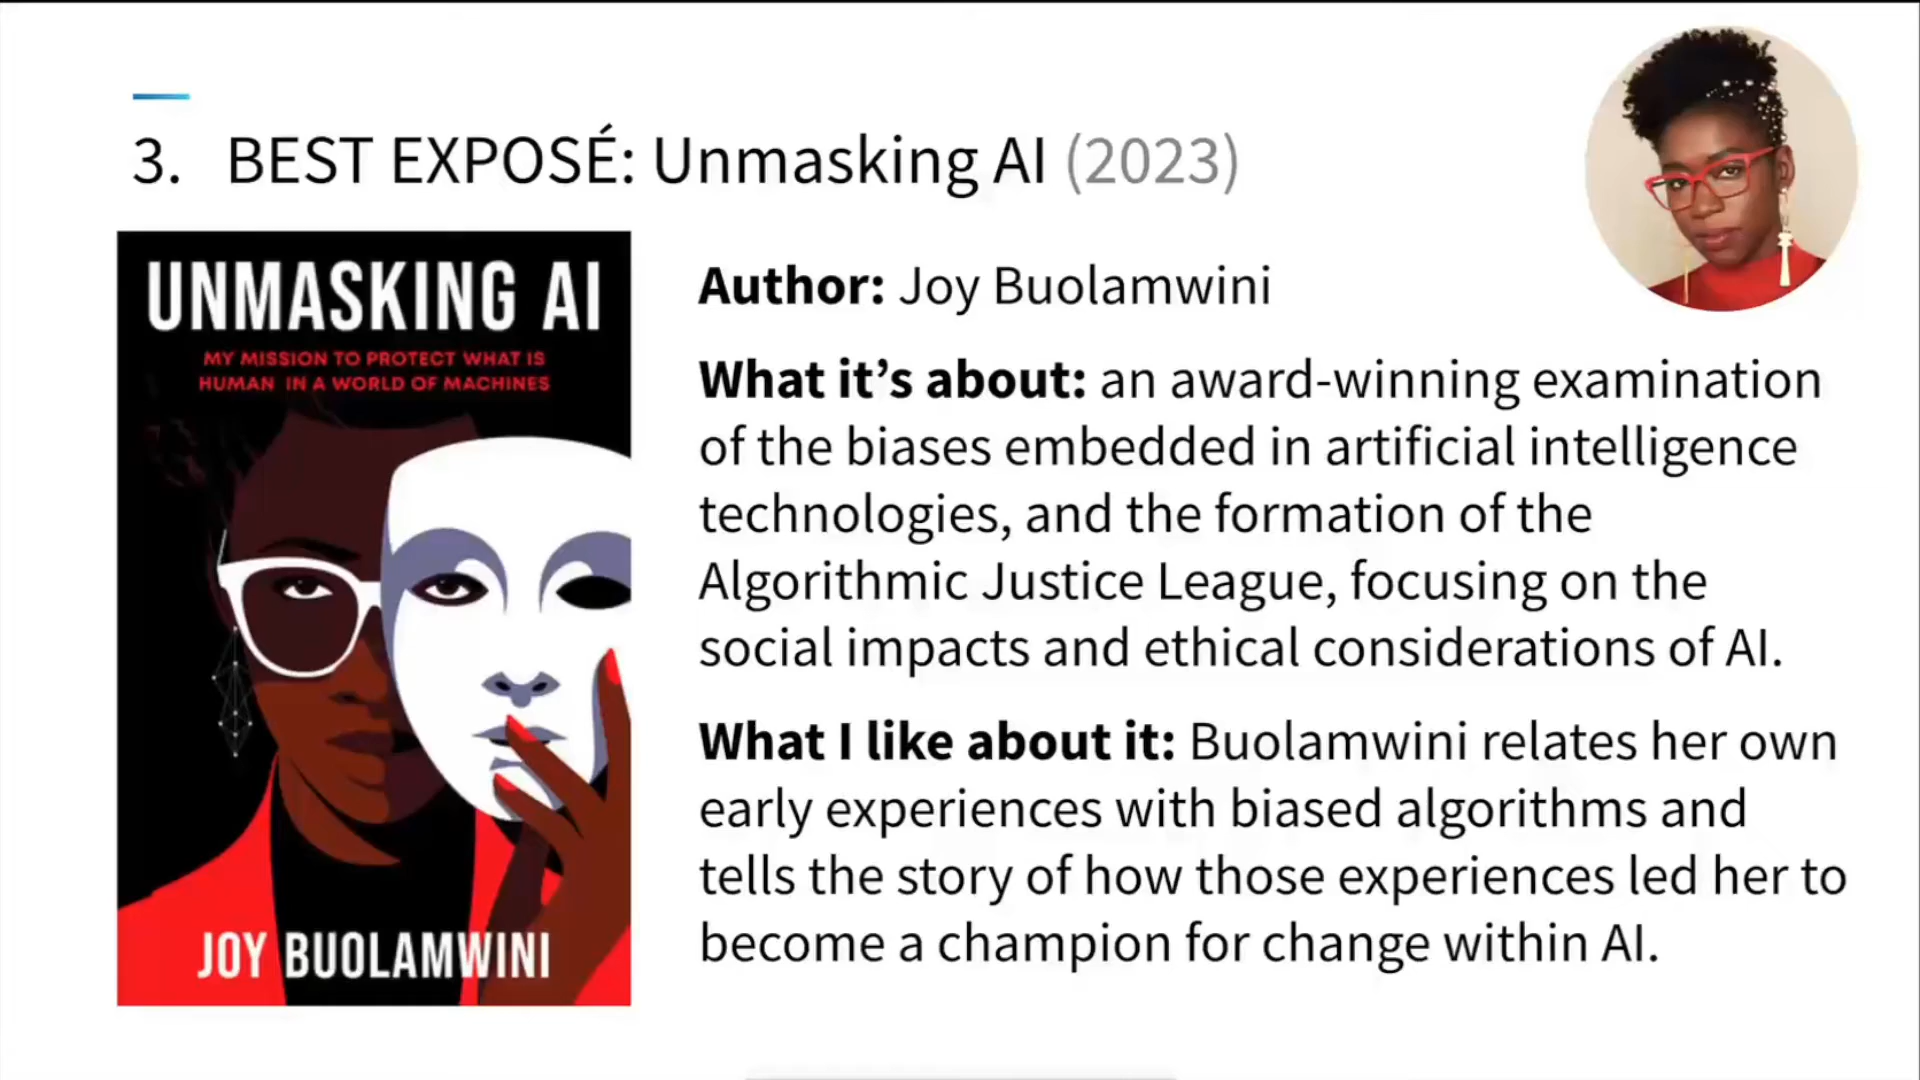 3. BEST EXPOSÉ: Unmasking AI (2023)
UNMASKING AI
MY MISSION TO PROTECT WHAT IS
HUMAN IN A WORLD OF MACHINES
JOY BUOLAMWINI
Author: Joy Buolamwini
What it’s about: an award-winning examination
of the biases embedded in artificial intelligence
technologies, and the formation of the
Algorithmic Justice League, focusing on the
social impacts and ethical considerations of AI.
What I like about it: Buolamwini relates her own
early experiences with biased algorithms and
tells the story of how those experiences led her to
become a champion for change within AI.